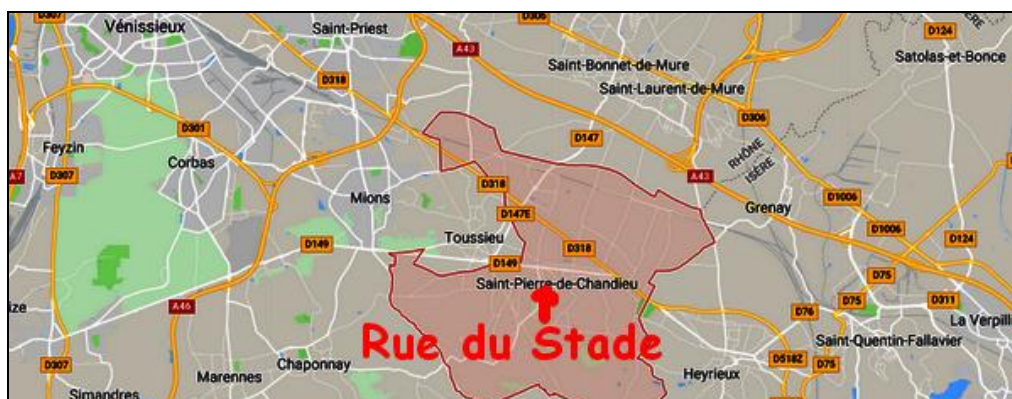 D307
Vénissieux
Saint-Priest
D306
D124
A43
Satolas-et-Bonce
D318
Saint-Bonnet-de-Mure
Saint-Laurent-de-Mure
D306
D301
D147
Feyzin
Corbas
RHÔNE
ISÈRE
A7
D307
A43
Mions
D318
D1006
Grenay
D147E
D1006
Toussieu
D149
D318
D124
D149
Saint-Pierre-de-Chandieu
D75
A46
D75
D311
D76
La Verpill
Rue du Stade
Saint-Quentin-Fallavier
D518Z
D75
D307
Chaponnay
Marennes
Heyrieux
Simandres